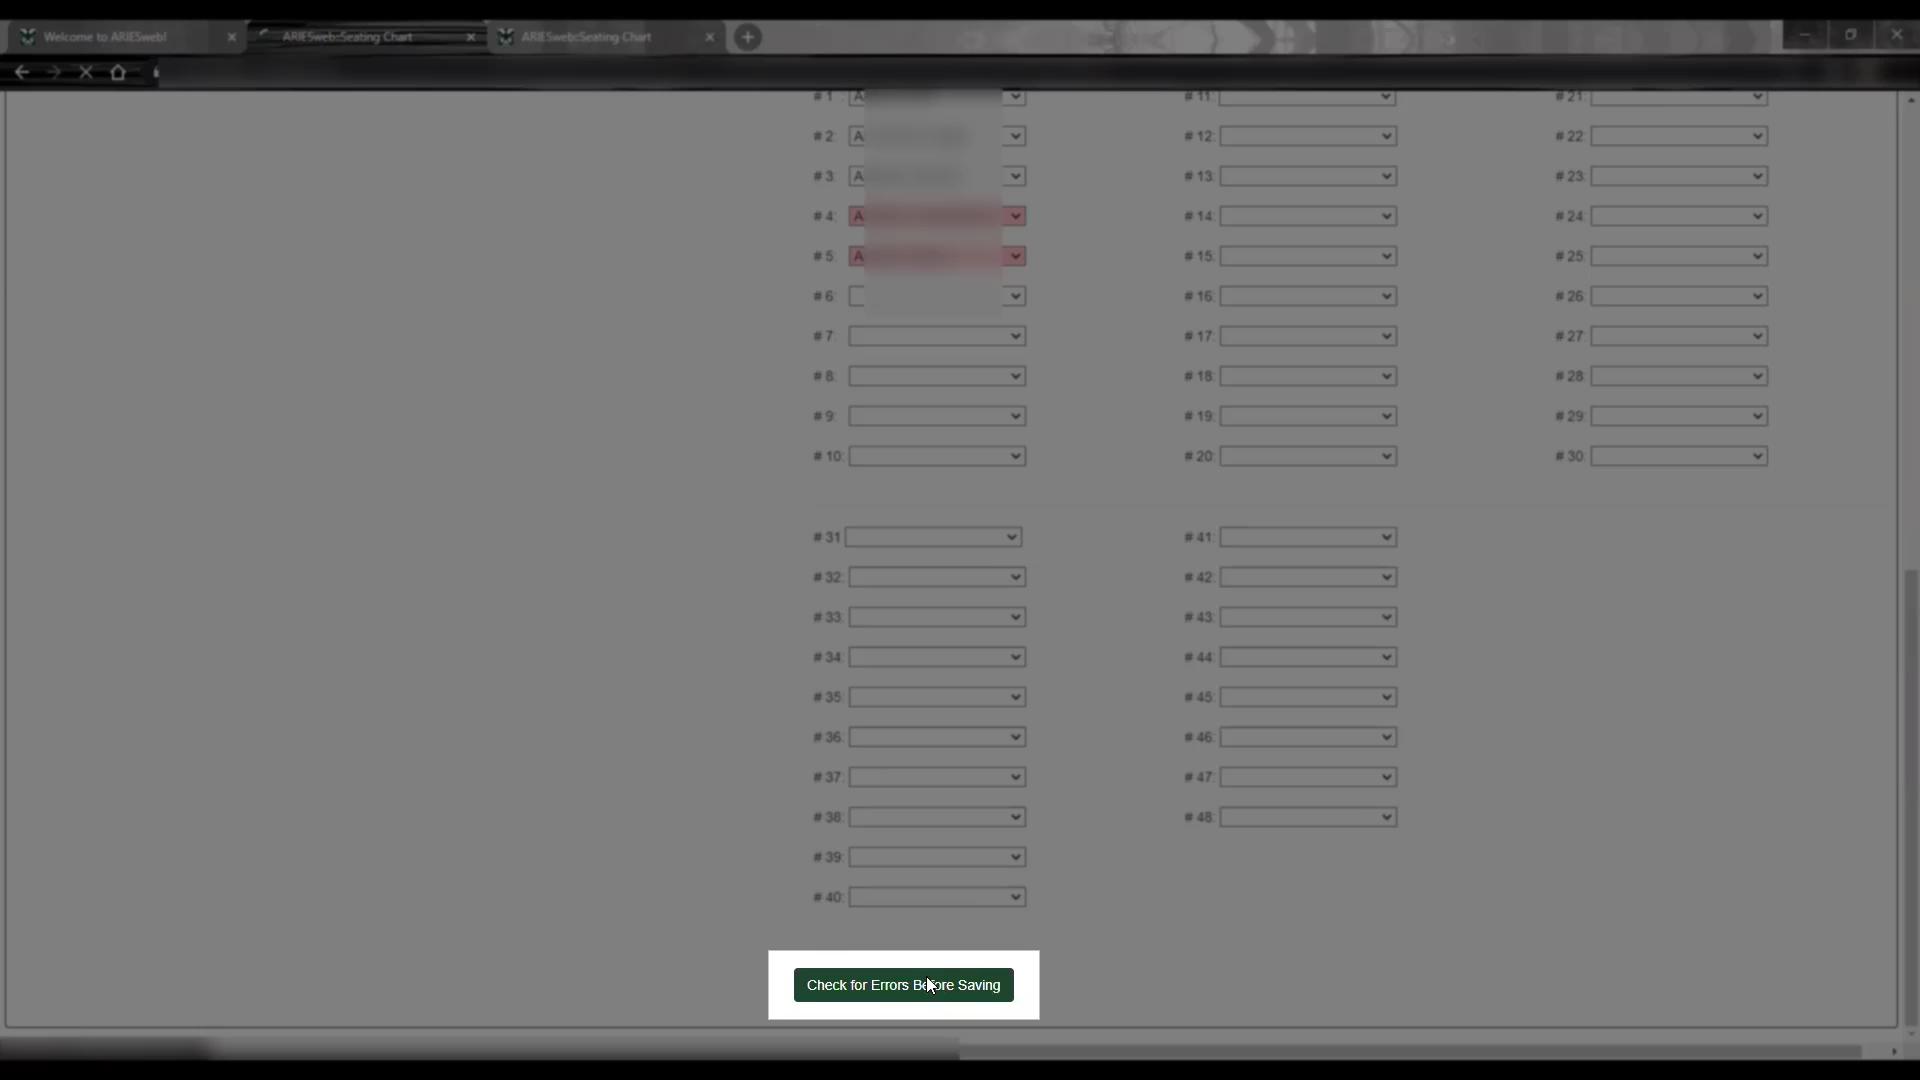 Welcome to ARIESweb!
ARIESweb::Seating Chart
ARIESweb:Seating Chart
# 1 A # 11: # 21:
# 2: A # 12: # 22:
# 3: A # 13: # 23:
# 4: A # 14: # 24:
# 5: A # 15: # 25:
# 6: # 16: # 26:
# 7: # 17: # 27:
# 8: # 18: # 28:
# 9: # 19: # 29:
# 10: # 20: # 30:
# 31 # 41:
# 32: # 42:
# 33: # 43:
# 34: # 44:
# 35: # 45:
# 36: # 46:
# 37: # 47:
# 38: # 48:
# 39:
# 40:
Check for Errors Before Saving